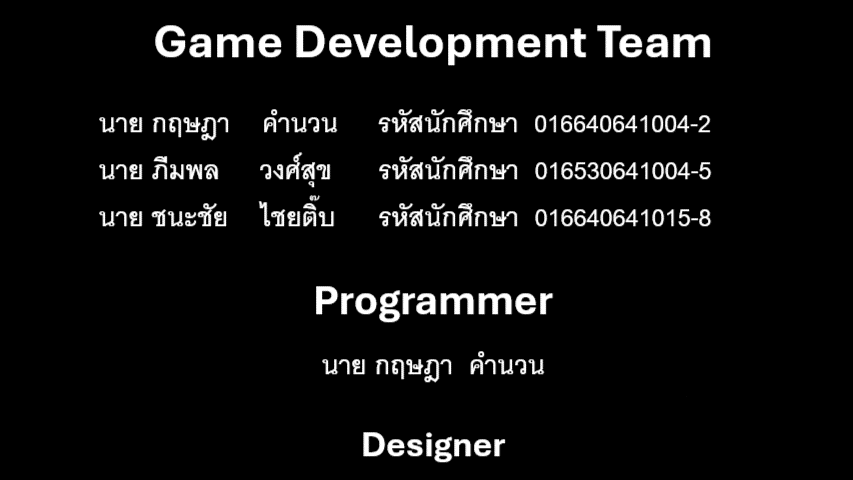 Game Development Team
นาย กฤษฎา คำนวน รหัสนักศึกษา 016640641004-2
นาย ภีมพล วงศ์สุข รหัสนักศึกษา 016530641004-5
นาย ชนะชัย ไชยติ๊บ รหัสนักศึกษา 016640641015-8
Programmer
นาย กฤษฎา คำนวน
Designer